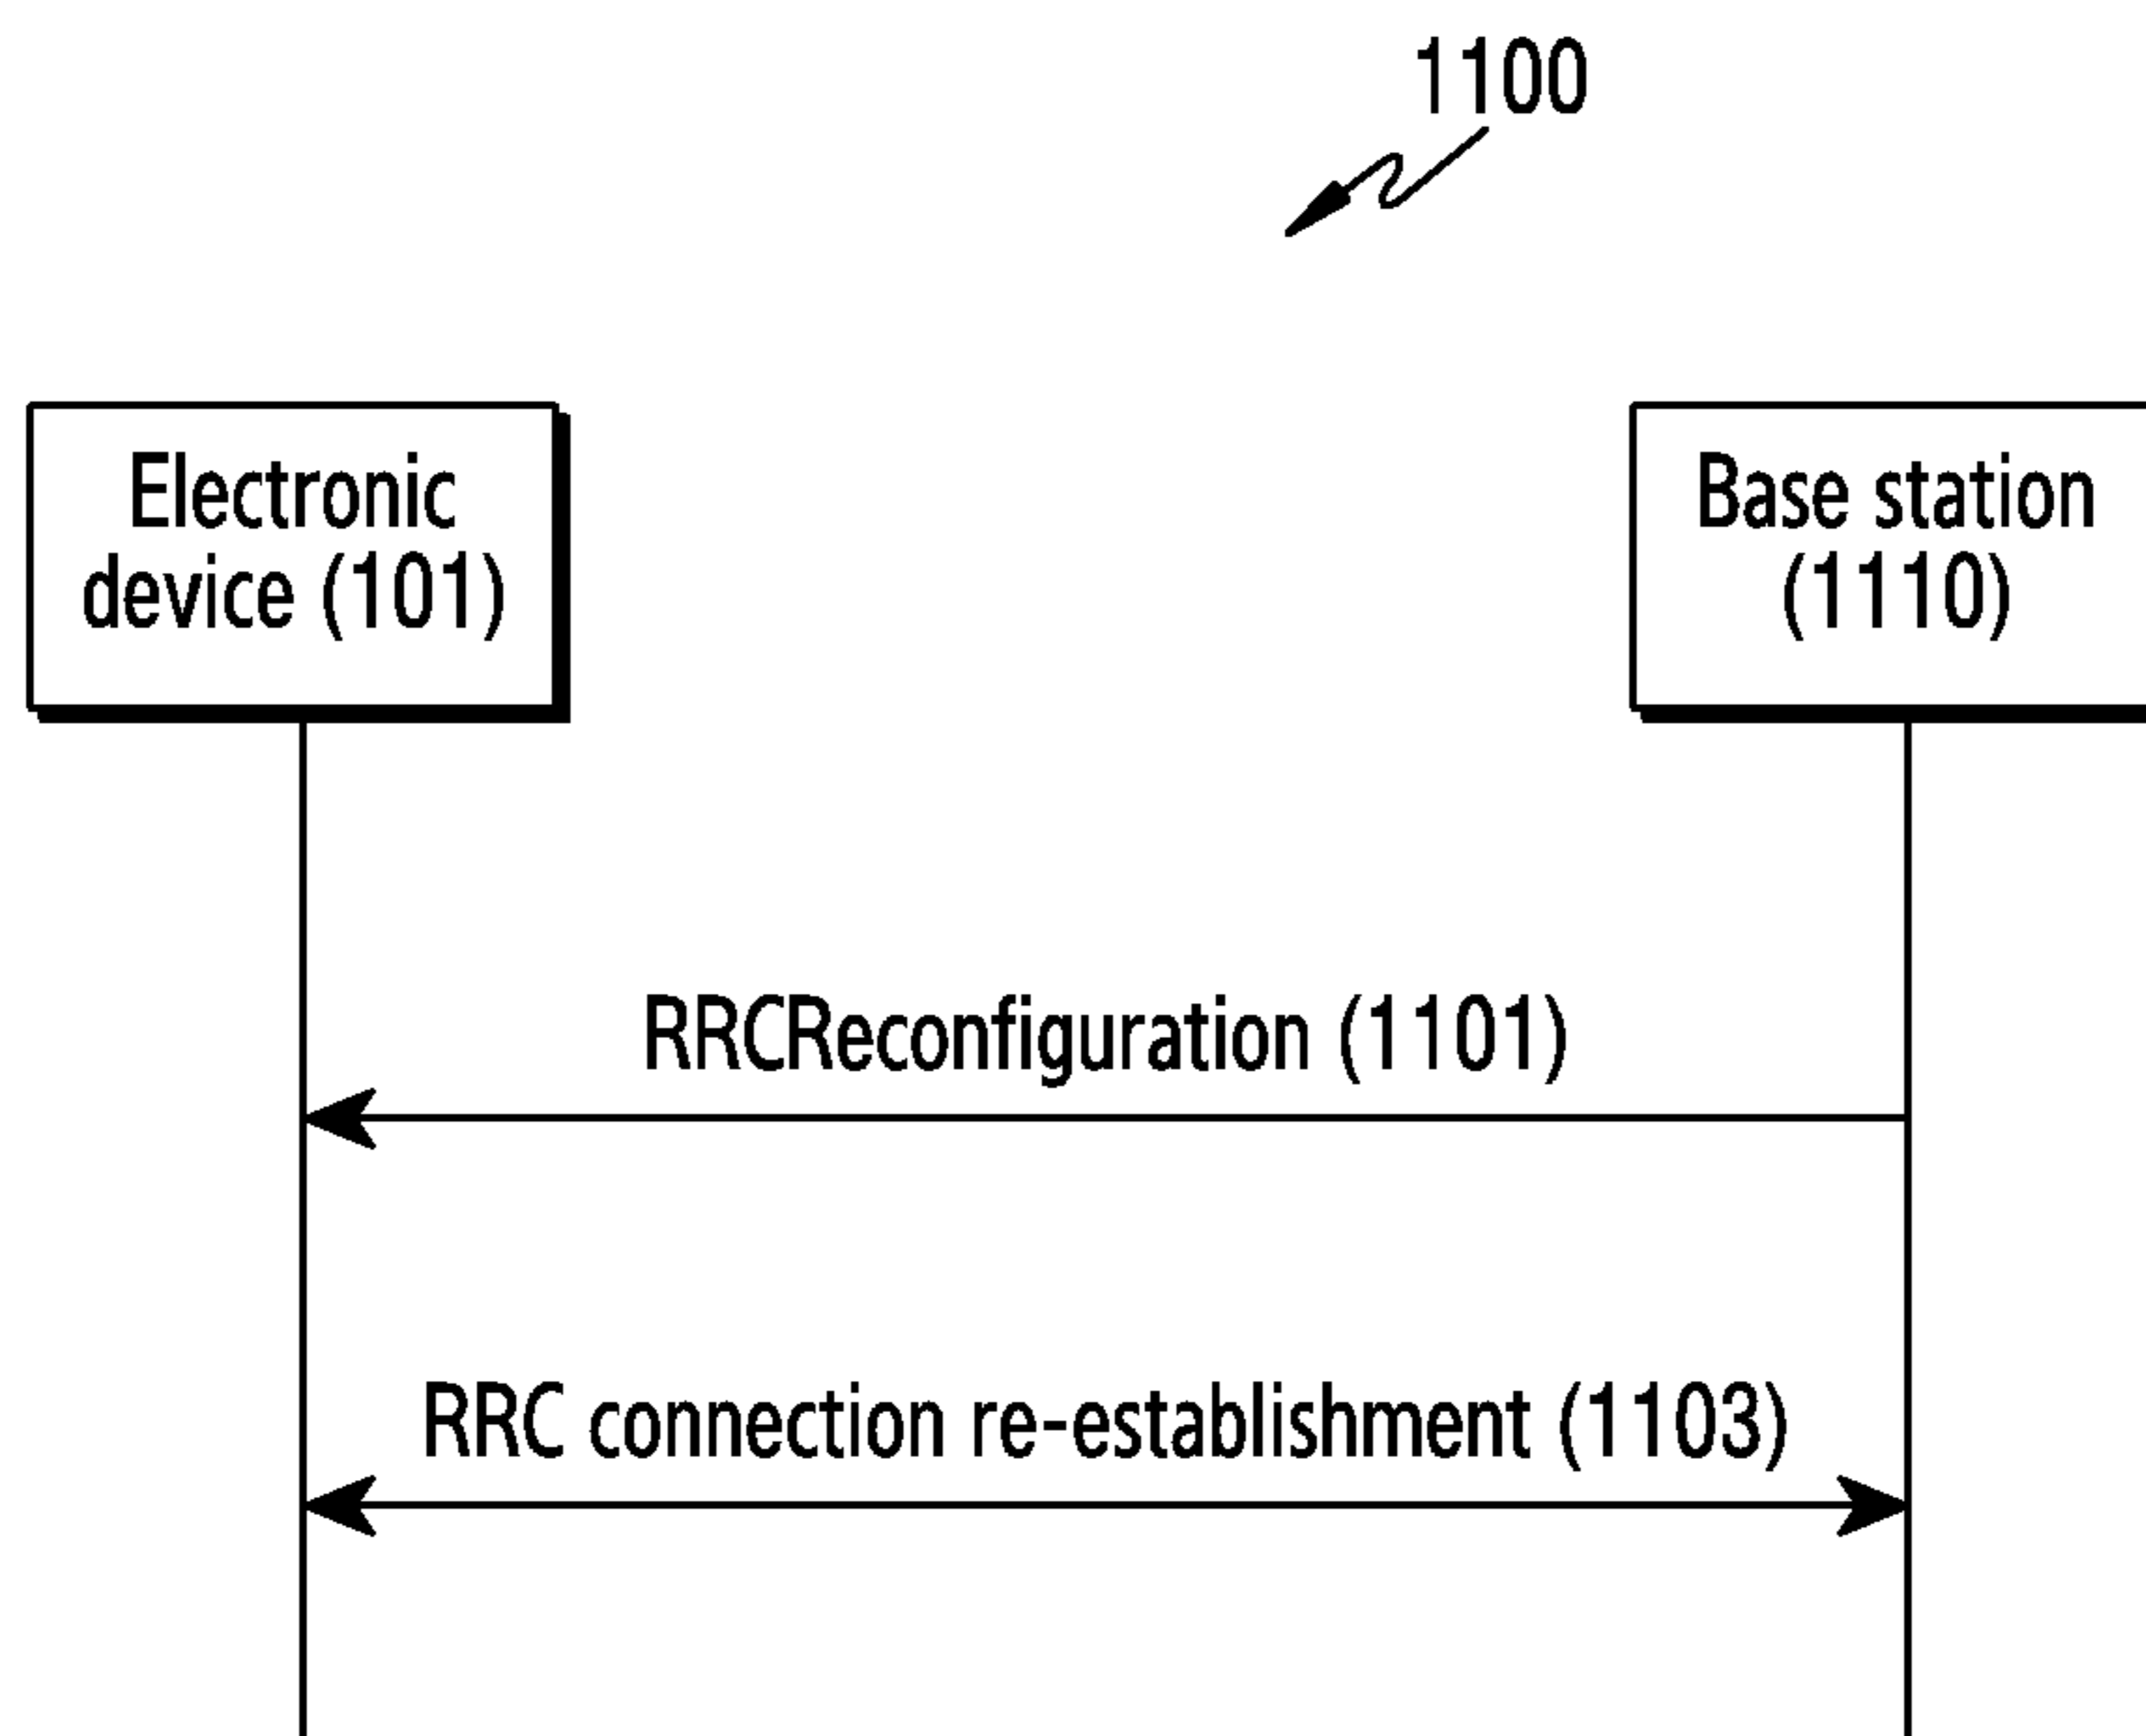 1100
Electronic
device (101)
Base station
(1110)
RRCReconfiguration (1101)
RRC connection re-establishment (1103)